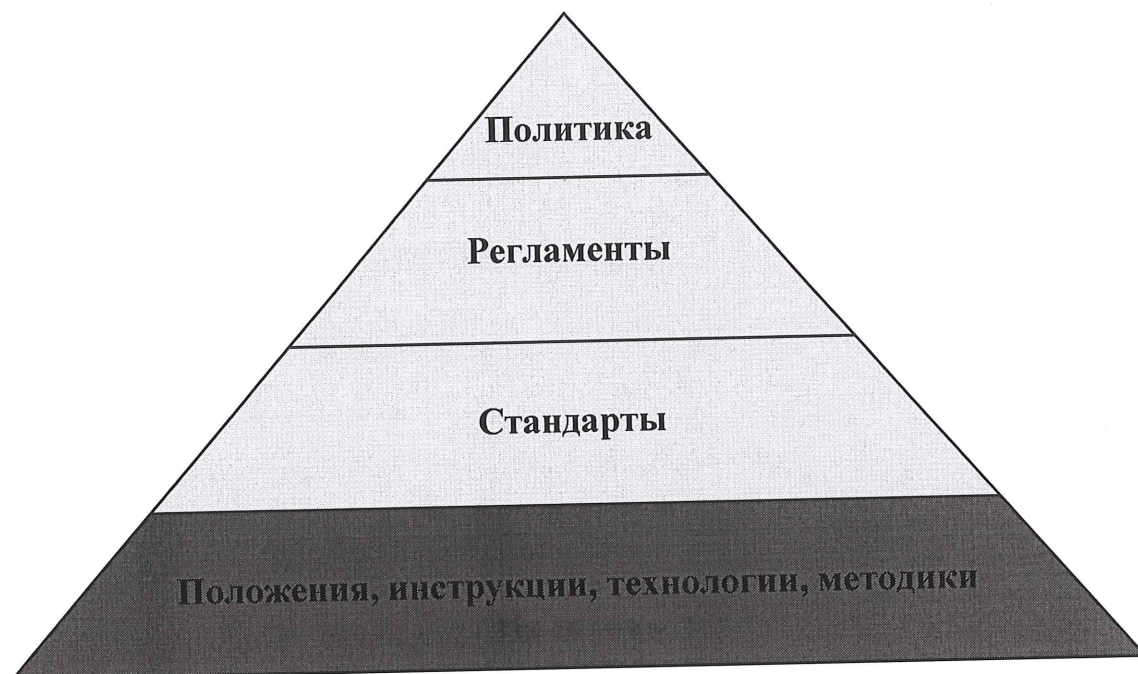 Политика
Регламенты
Стандарты
Положения, инструкции, технологии, методики